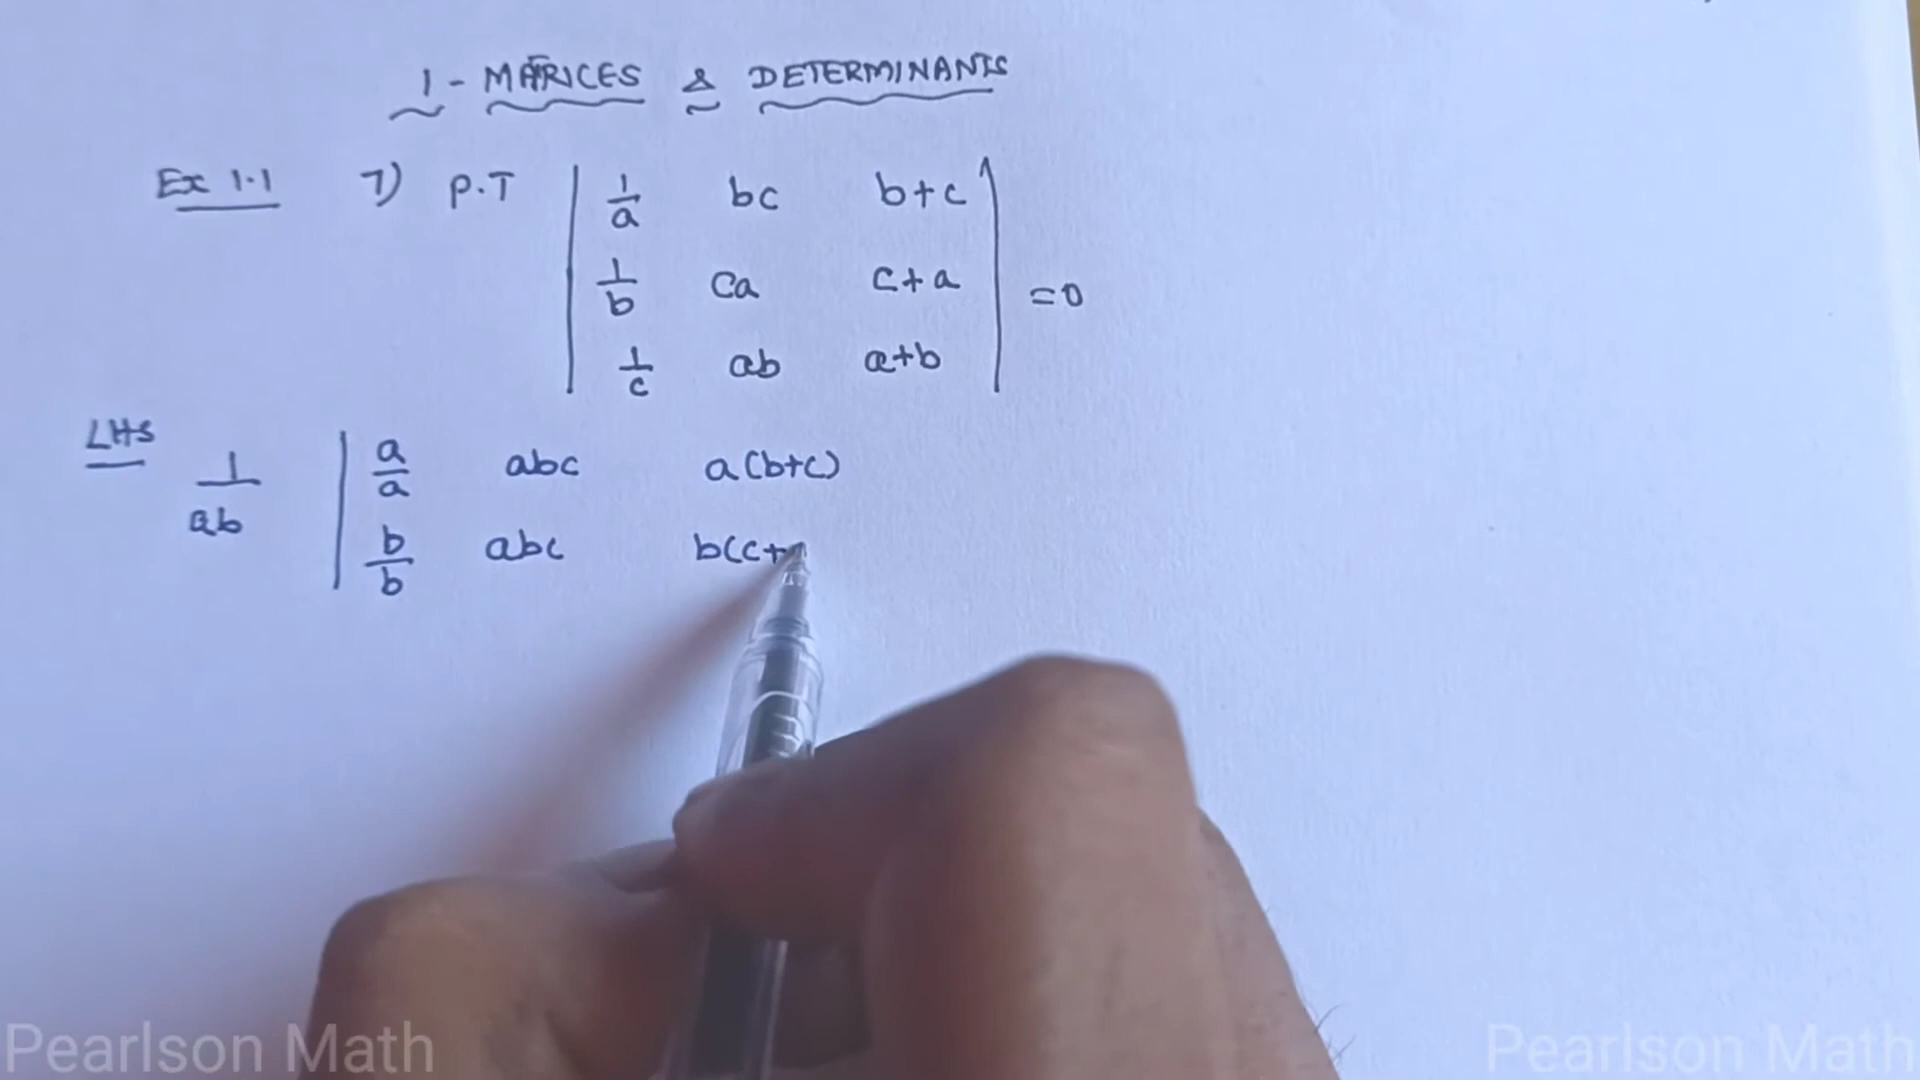 1 - MATRICES & DETERMINANTS
Ex 1.1 7) P.T | 1/a bc b+c |
| 1/b ca c+a | =0
| 1/c ab a+b |
LHS 1/ab | a/a abc a(b+c)
| b/b abc b(c+
Pearlson Math Pearlson Math